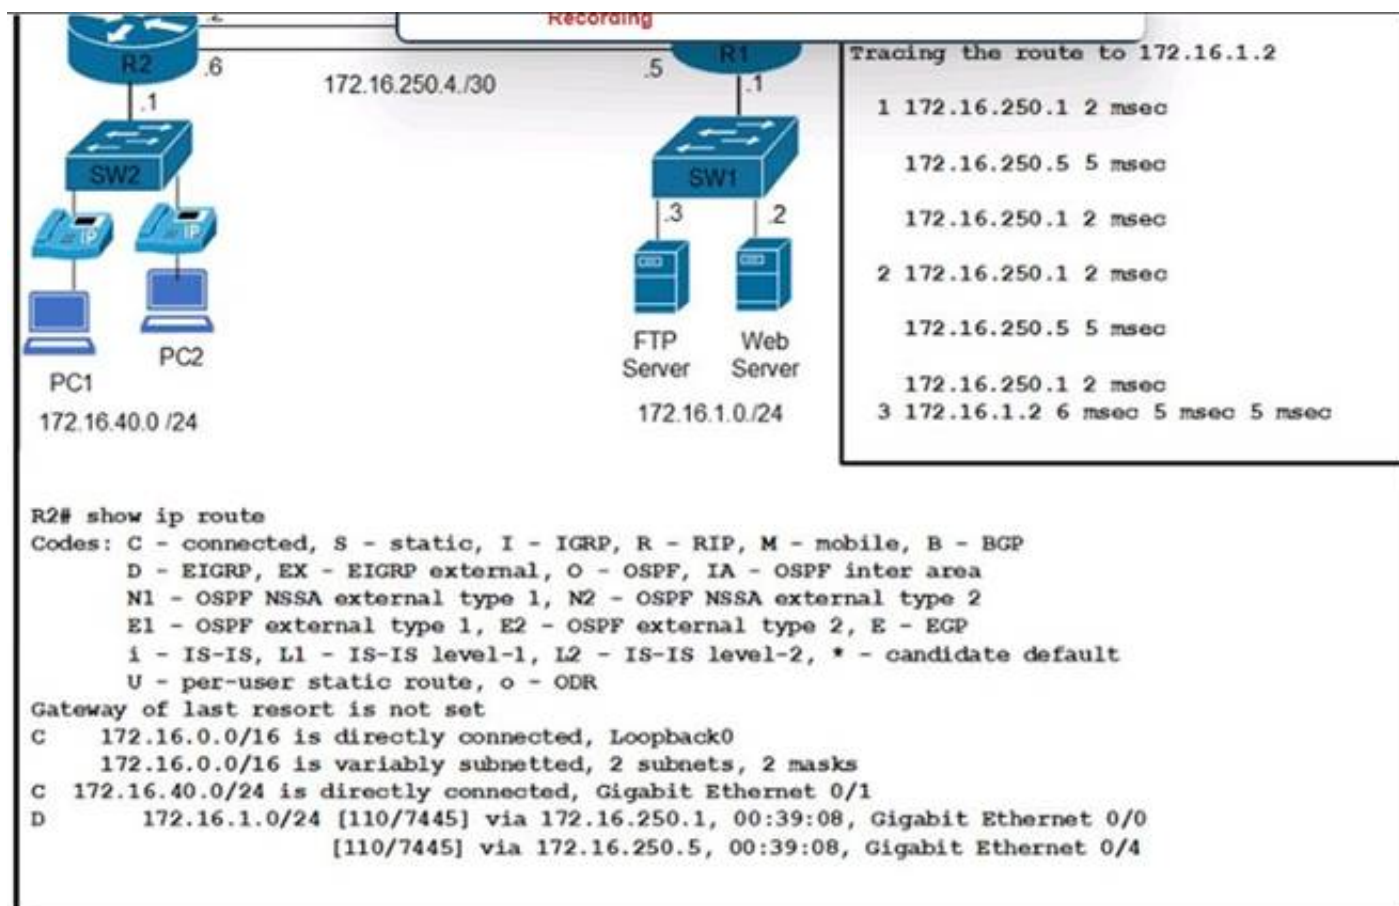 Recording
.2
R2
.6
172.16.250.4./30
.5
R1
.1
.1
SW2
SW1
IP
IP
.3
.2
PC1
PC2
FTP
Server
Web
Server
172.16.40.0 /24
172.16.1.0./24
Tracing the route to 172.16.1.2
1 172.16.250.1 2 msec
172.16.250.5 5 msec
172.16.250.1 2 msec
2 172.16.250.1 2 msec
172.16.250.5 5 msec
172.16.250.1 2 msec
3 172.16.1.2 6 msec 5 msec 5 msec
R2# show ip route
Codes: C - connected, S - static, I - IGRP, R - RIP, M - mobile, B - BGP
D - EIGRP, EX - EIGRP external, O - OSPF, IA - OSPF inter area
N1 - OSPF NSSA external type 1, N2 - OSPF NSSA external type 2
E1 - OSPF external type 1, E2 - OSPF external type 2, E - EGP
i - IS-IS, L1 - IS-IS level-1, L2 - IS-IS level-2, * - candidate default
U - per-user static route, o - ODR
Gateway of last resort is not set
C 172.16.0.0/16 is directly connected, Loopback0
172.16.0.0/16 is variably subnetted, 2 subnets, 2 masks
C 172.16.40.0/24 is directly connected, Gigabit Ethernet 0/1
D 172.16.1.0/24 [110/7445] via 172.16.250.1, 00:39:08, Gigabit Ethernet 0/0
[110/7445] via 172.16.250.5, 00:39:08, Gigabit Ethernet 0/4